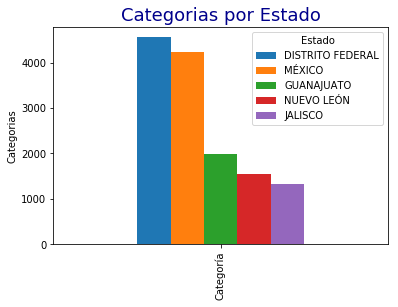 Categorias por Estado
Estado
DISTRITO FEDERAL
MÉXICO
GUANAJUATO
NUEVO LEÓN
JALISCO
Categorias
4000
3000
2000
1000
0
Categoría